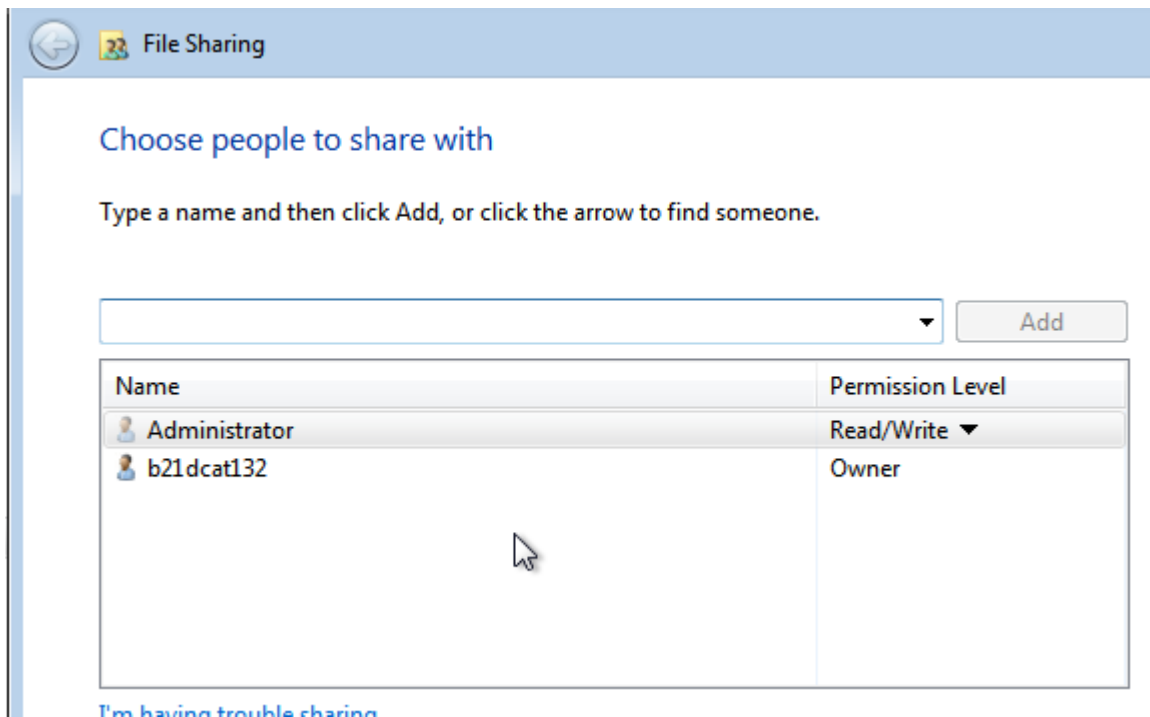 File Sharing
Choose people to share with
Type a name and then click Add, or click the arrow to find someone.
Add
Name Permission Level
Administrator Read/Write
b21dcat132 Owner
I'm having trouble sharing